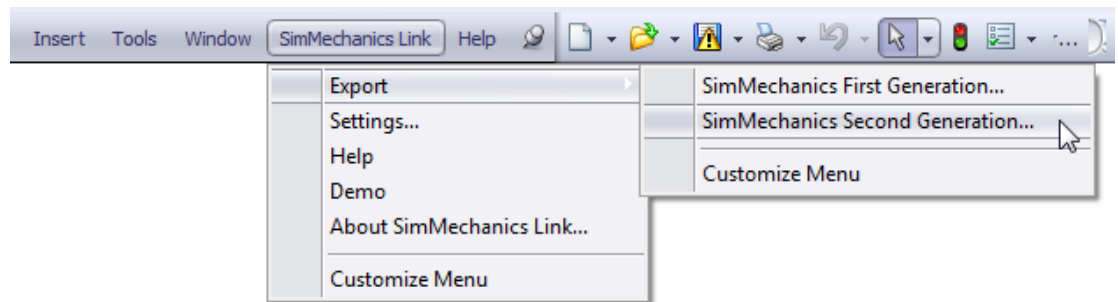 Insert Tools Window SimMechanics Link Help
Export
Settings...
Help
Demo
About SimMechanics Link...
Customize Menu
SimMechanics First Generation...
SimMechanics Second Generation...
Customize Menu